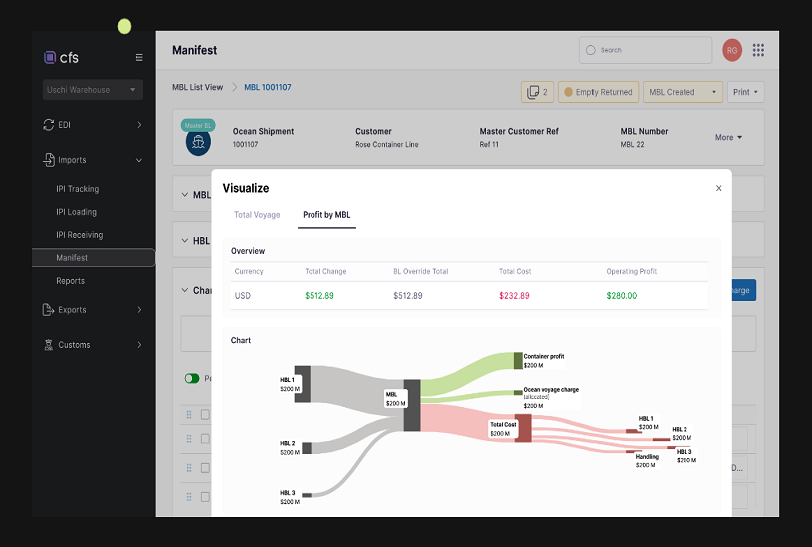 cfs
Manifest
Search
RG
Uschi Warehouse
MBL List View
MBL 1001107
2
Empty Returned
MBL Created
Print
EDI
Imports
IPI Tracking
IPI Loading
IPI Receiving
Manifest
Reports
Exports
Customs
Master BL
Ocean Shipment
Customer
Master Customer Ref
MBL Number
1001107
Rose Container Line
Ref 11
MBL 22
More
MBL
HBL
Visualize
X
Total Voyage
Profit by MBL
Overview
Currency
Total Change
BL Override Total
Total Cost
Operating Profit
USD
$512.89
$512.89
$232.89
$280.00
Chart
Container profit
$200 M
HBL 1
$200 M
MBL
$200 M
Ocean voyage charge
(allocated)
$200 M
Total Cost
$200 M
HBL 1
$200 M
HBL 2
$200 M
HBL 3
$200 M
Handling
$200 M
HBL 2
$200 M
HBL 3
$200 M
D...